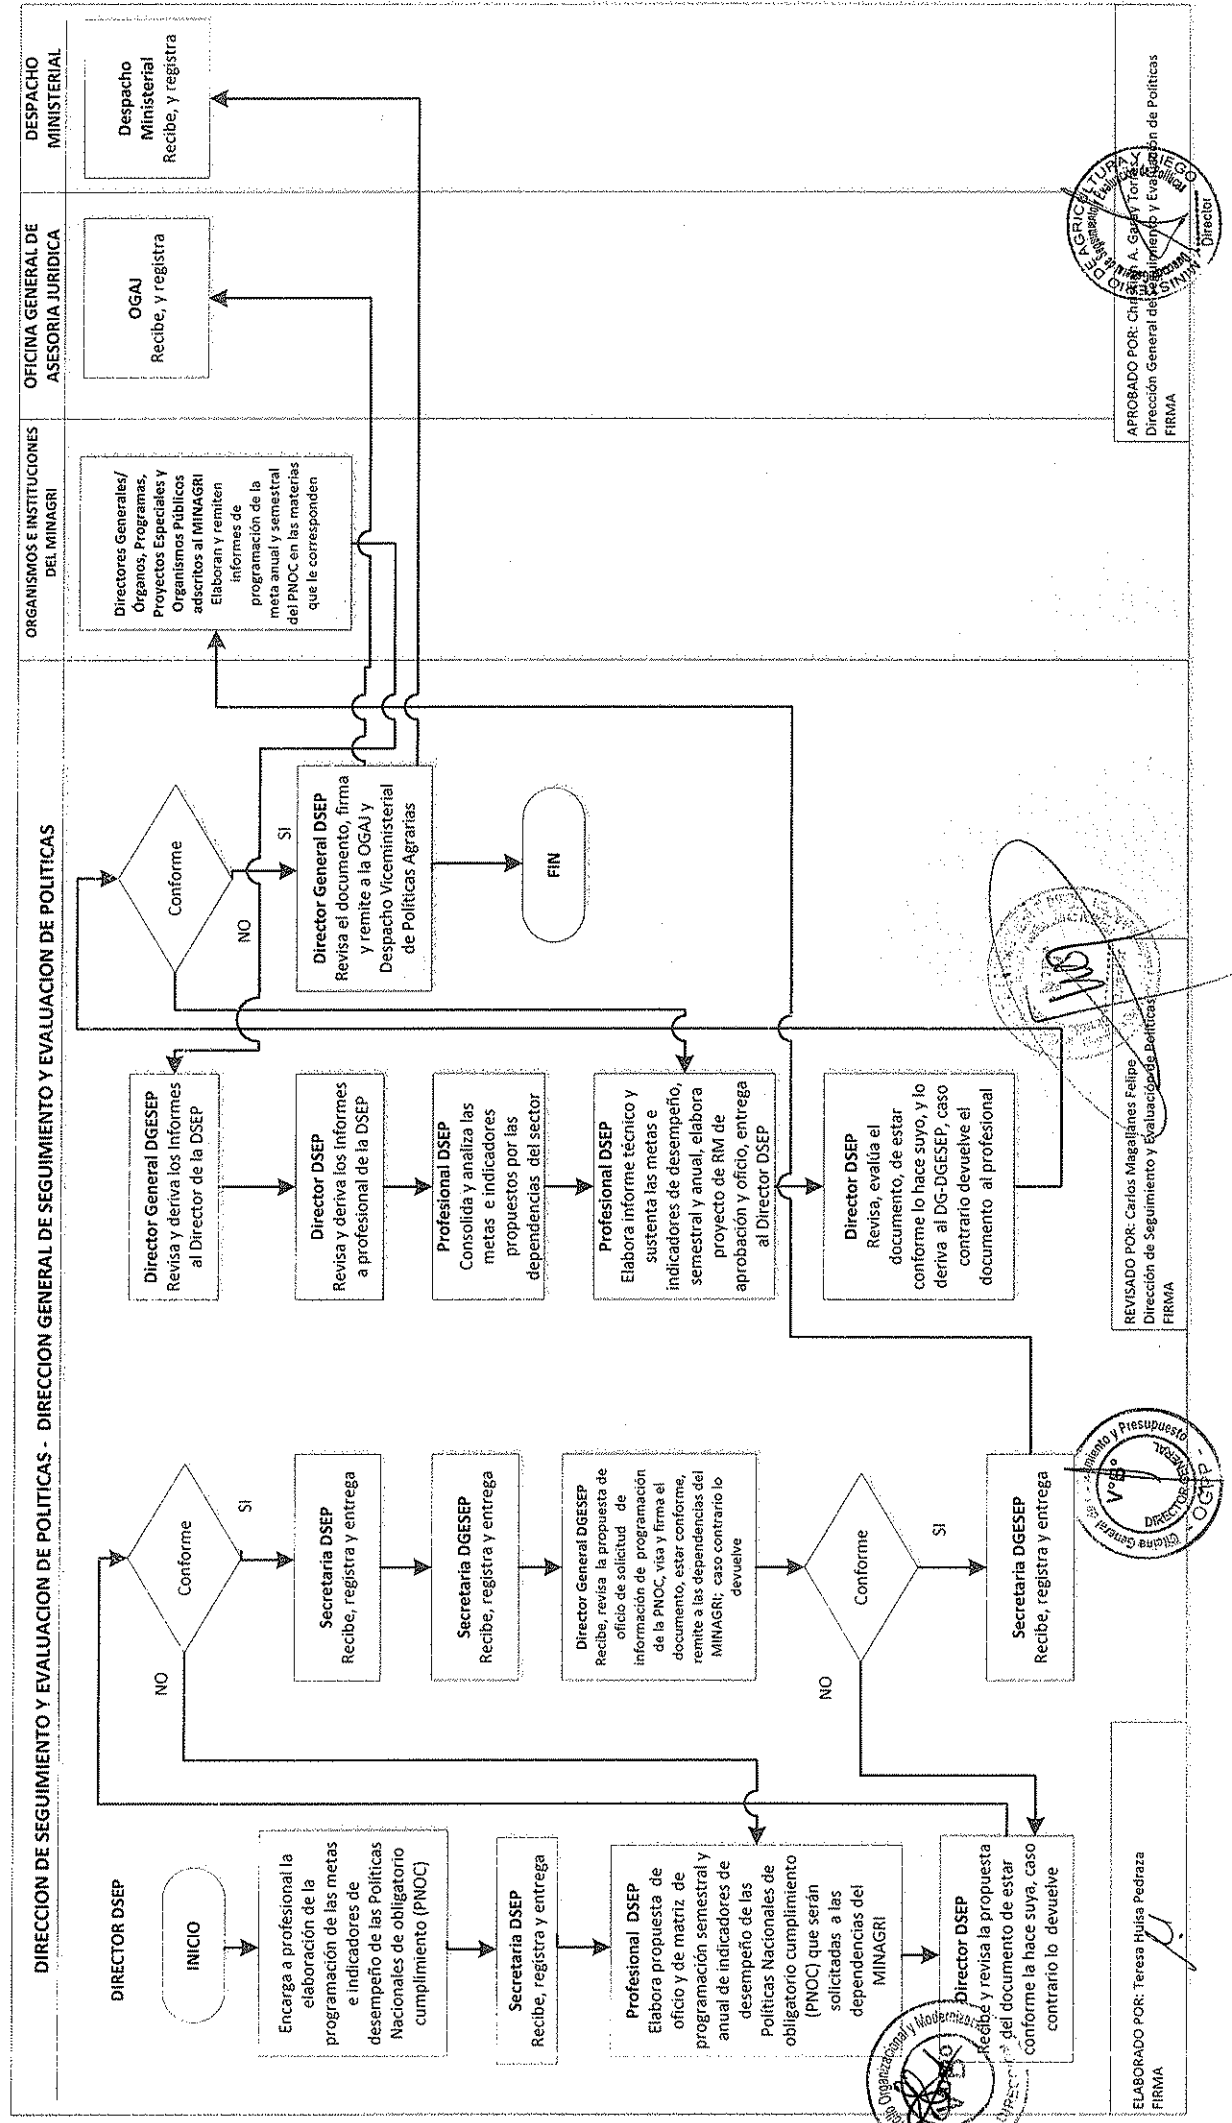 DIRECCION DE SEGUIMIENTO Y EVALUACION DE POLITICAS - DIRECCION GENERAL DE SEGUIMIENTO Y EVALUACION DE POLITICAS
ORGANISMOS E INSTITUCIONES
DEL MINAGRI
OFICINA GENERAL DE
ASESORIA JURIDICA
DESPACHO
MINISTERIAL
DIRECTOR DSEP
INICIO
Encarga a profesional la
elaboración de la
programación de las metas
e indicadores de
desempeño de las Políticas
Nacionales de obligatorio
cumplimiento (PNOC)
Secretaria DSEP
Recibe, registra y entrega
Profesional DSEP
Elabora propuesta de
oficio y de matriz de
programación semestral y
anual de indicadores de
desempeño de las
Políticas Nacionales de
obligatorio cumplimiento
(PNOC) que serán
solicitadas a las
dependencias del
MINAGRI
Director DSEP
Recibe y revisa la propuesta
del documento de estar
conforme la hace suya, caso
contrario lo devuelve
Conforme
NO
SI
Secretaria DSEP
Recibe, registra y entrega
Secretaria DGESEP
Recibe, registra y entrega
Director General DGESEP
Recibe, revisa la propuesta de
oficio de solicitud de
información de programación
de la PNOC, visa y firma el
documento, estar conforme,
remite a las dependencias del
MINAGRI; caso contrario lo
devuelve
Conforme
NO
SI
Secretaria DGESEP
Recibe, registra y entrega
Director General DGESEP
Revisa y deriva los Informes
al Director de la DSEP
Director DSEP
Revisa y deriva los Informes
a profesional de la DSEP
Profesional DSEP
Consolida y analiza las
metas e indicadores
propuestos por las
dependencias del sector
Profesional DSEP
Elabora informe técnico y
sustenta las metas e
indicadores de desempeño,
semestral y anual, elabora
proyecto de RM de
aprobación y oficio, entrega
al Director DSEP
Director DSEP
Revisa, evalúa el
documento, de estar
conforme lo hace suyo, y lo
deriva al DG-DGESEP, caso
contrario devuelve el
documento al profesional
Conforme
NO
SI
Director General DSEP
Revisa el documento, firma
y remite a la OGAJ y
Despacho Viceministerial
de Políticas Agrarias
FIN
Directores Generales/
Órganos, Programas,
Proyectos Especiales y
Organismos Públicos
adscritos al MINAGRI
Elaboran y remiten
informes de
programación de la
meta anual y semestral
del PNOC en las materias
que le corresponden
OGAJ
Recibe, y registra
Despacho
Ministerial
Recibe, y registra
ELABORADO POR: Teresa Huisa Pedraza
FIRMA
REVISADO POR: Carlos Magallanes Felipe
Dirección de Seguimiento y Evaluación de Políticas
FIRMA
APROBADO POR: Christian A. Garay Torres
Dirección General de Seguimiento y Evaluación de Políticas
FIRMA
MINISTERIO DE AGRICULTURA Y RIEGO
Director
V°B°
DIRECTOR GENERAL
OGPP